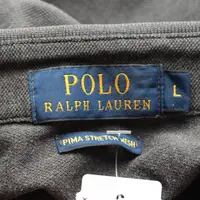 POLO
RALPH LAUREN
L
PIMA STRETCH MESH